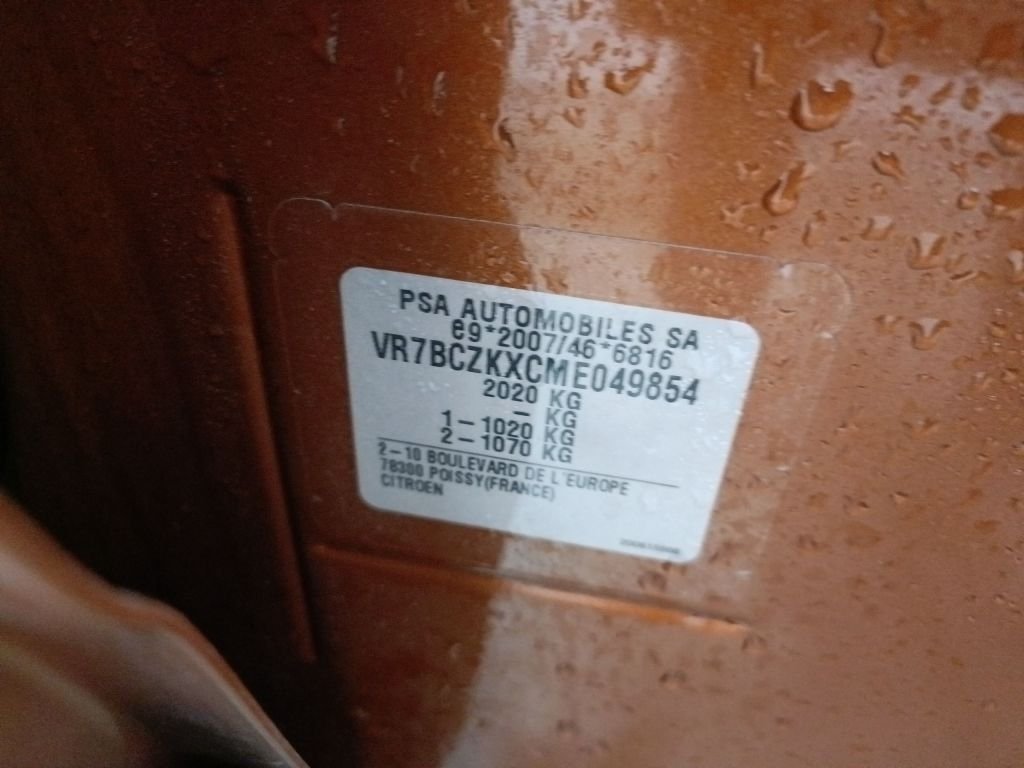 PSA AUTOMOBILES SA
e9*2007/46*6816
VR7BCZKXCME049854
2020 KG
– KG
1 – 1020 KG
2 – 1070 KG
2 – 10 BOULEVARD DE L'EUROPE
78300 POISSY(FRANCE)
CITROEN